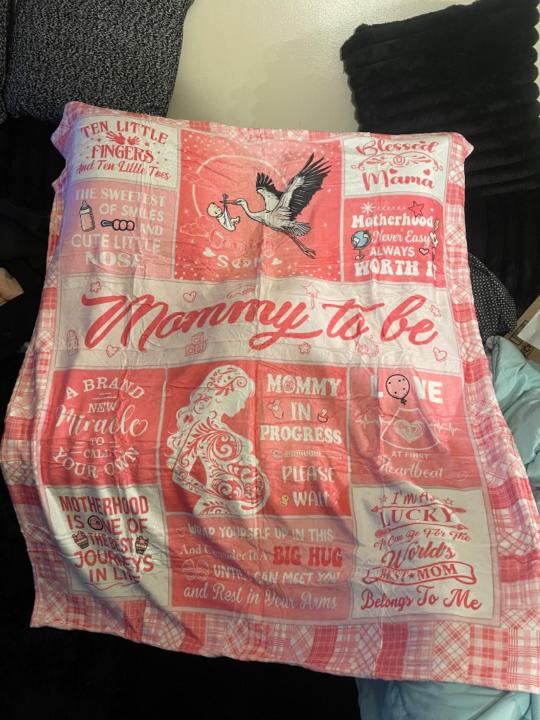 TEN LITTLE
FINGERS
And Ten Little Toes
THE SWEETEST
OF SMILES
AND
CUTE LITTLE
NOSE
Blessed
Mama
Motherhood
Never Easy
ALWAYS
WORTH
Mommy to be
A BRAND
NEW
Miracle
TO
CALL
YOUR OWN
MOMMY
IN
PROGRESS
PLEASE
WAIT
LOVE
AT FIRST
Heartbeat
MOTHERHOOD
IS ONE OF
THE BEST
JOURNEYS
IN
WRAP YOURSELF UP IN THIS
And Consider It A BIG HUG
UNTIL CAN MEET YOU
and Rest in Your Arms
I'm A
LUCKY
Can Be For The
World's
BEST MOM
Belongs To Me